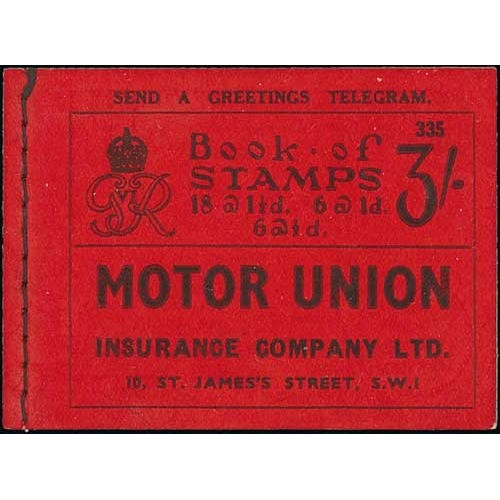 SEND A GREETINGS TELEGRAM.
335
Book · of
STAMPS 3/-
18 @ 1½d. 6 @ 1d.
6 @ ½d.
GVR
MOTOR UNION
INSURANCE COMPANY LTD.
10, ST. JAMES'S STREET, S.W.1